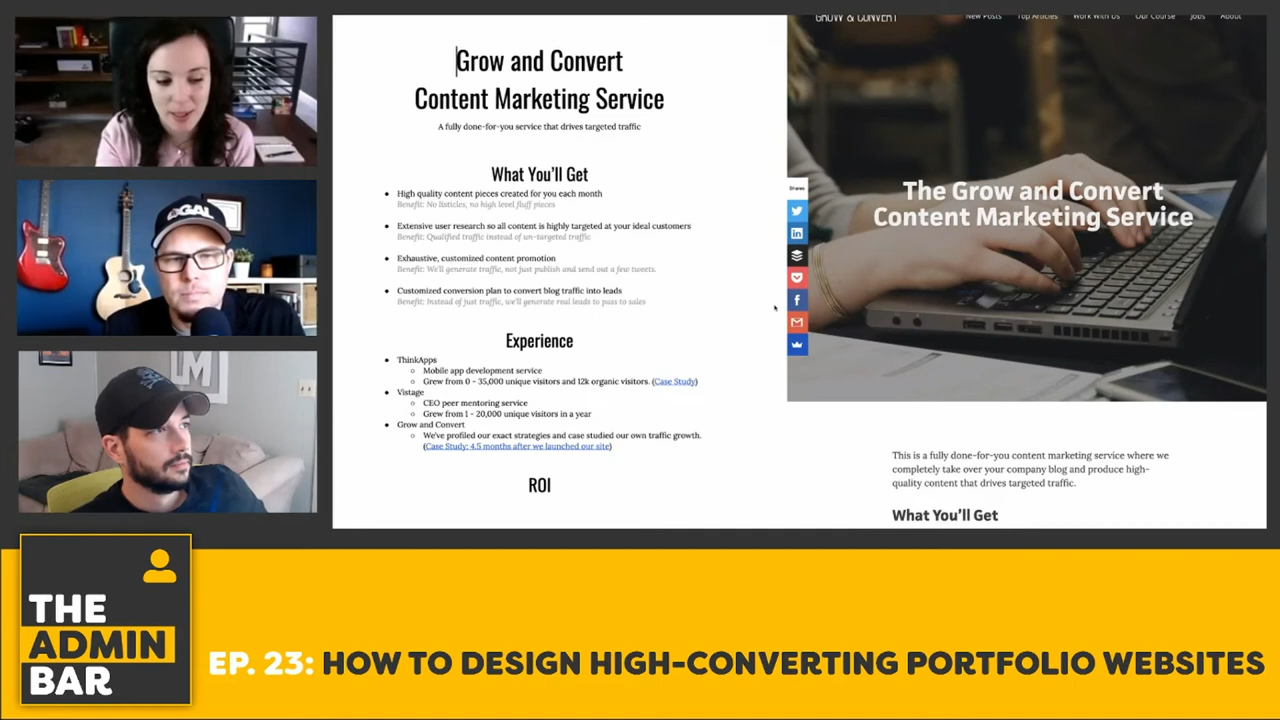 GROW & CONVERT
New Posts
Top Articles
Work With Us
Our Course
Jobs
About
Grow and Convert
Content Marketing Service
A fully done-for-you service that drives targeted traffic
What You'll Get
• High quality content pieces created for you each month
Benefit: No listicles, no high level fluff pieces
• Extensive user research so all content is highly targeted at your ideal customers
Benefit: Qualified traffic instead of un-targeted traffic
• Exhaustive, customized content promotion
Benefit: We'll generate traffic, not just publish and send out a few tweets.
• Customized conversion plan to convert blog traffic into leads
Benefit: Instead of just traffic, we'll generate real leads to pass to sales
Experience
• ThinkApps
○ Mobile app development service
○ Grew from 0 - 35,000 unique visitors and 12k organic visitors. (Case Study)
• Vistage
○ CEO peer mentoring service
○ Grew from 1 - 20,000 unique visitors in a year
• Grow and Convert
○ We've profiled our exact strategies and case studied our own traffic growth.
(Case Study: 4.5 months after we launched our site)
ROI
Shares
The Grow and Convert
Content Marketing Service
This is a fully done-for-you content marketing service where we
completely take over your company blog and produce high-
quality content that drives targeted traffic.
What You'll Get
THE
ADMIN
BAR
EP. 23: HOW TO DESIGN HIGH-CONVERTING PORTFOLIO WEBSITES